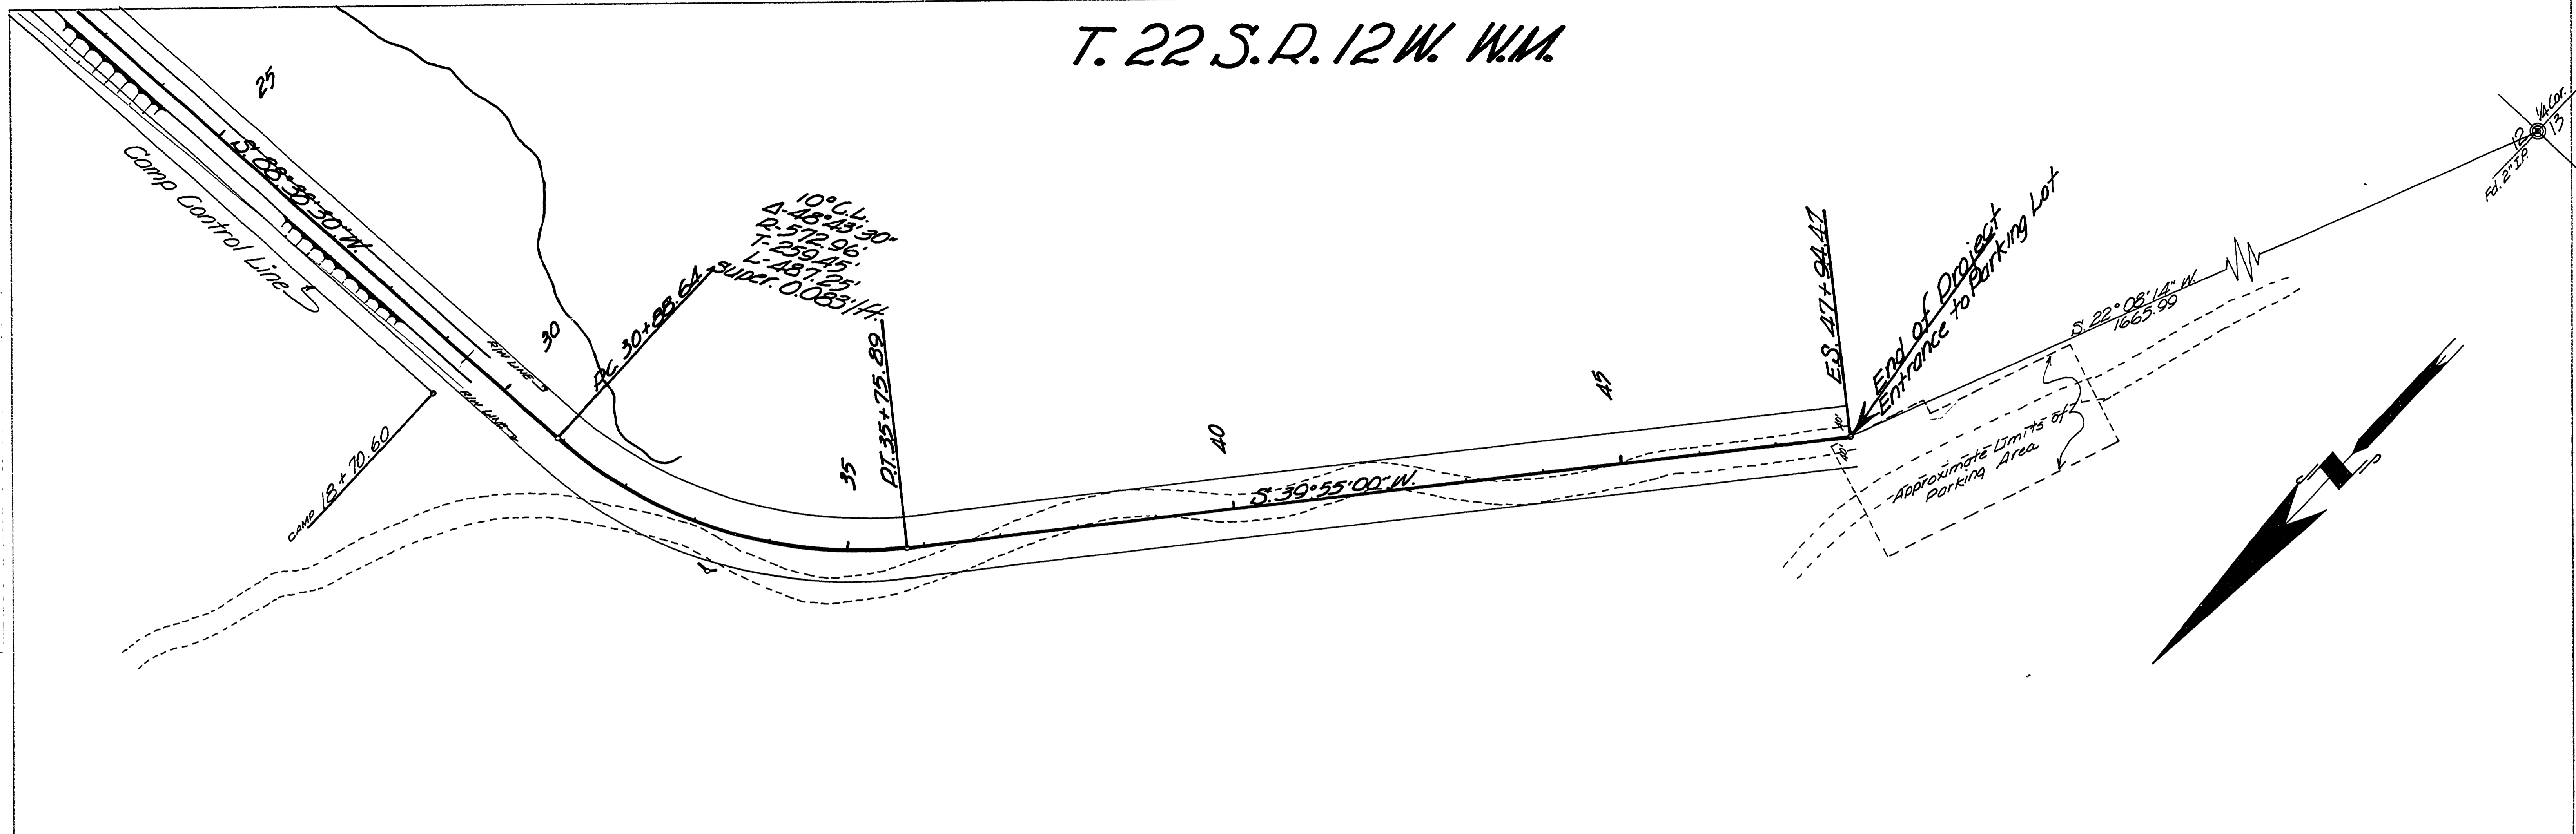 T. 22 S. R. 12 W. W.M.
25
S. 88°38'30" W.
Camp Control Line
10° C.L.
Δ-48°43'30"
R-572.96'
T-259.45'
L-487.25'
Super. 0.083'/ft.
P.C. 30+88.64
30
R/W LINE
R/W LINE
CAMP 18+70.60
35
P.T. 35+75.89
40
S. 39°55'00" W.
45
E.S. 47+94.47
End of Project
Entrance to Parking Lot
40'
40'
Approximate Limits of
Parking Area
S. 22°08'14" W.
1665.99
1/4 Cor.
12
13
Fd. 2" I.P.